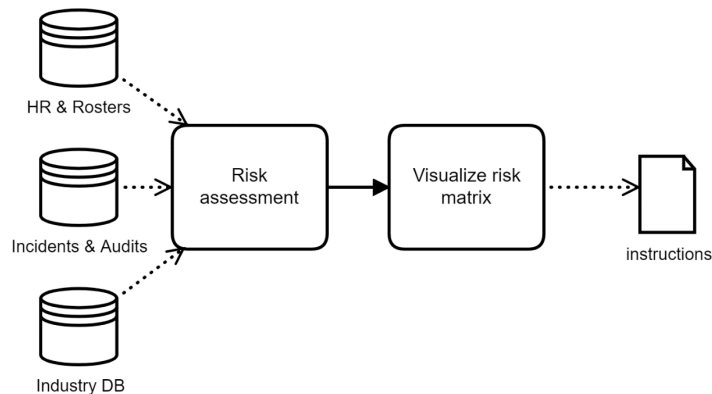 HR & Rosters
Incidents & Audits
Industry DB
Risk
assessment
Visualize risk
matrix
instructions